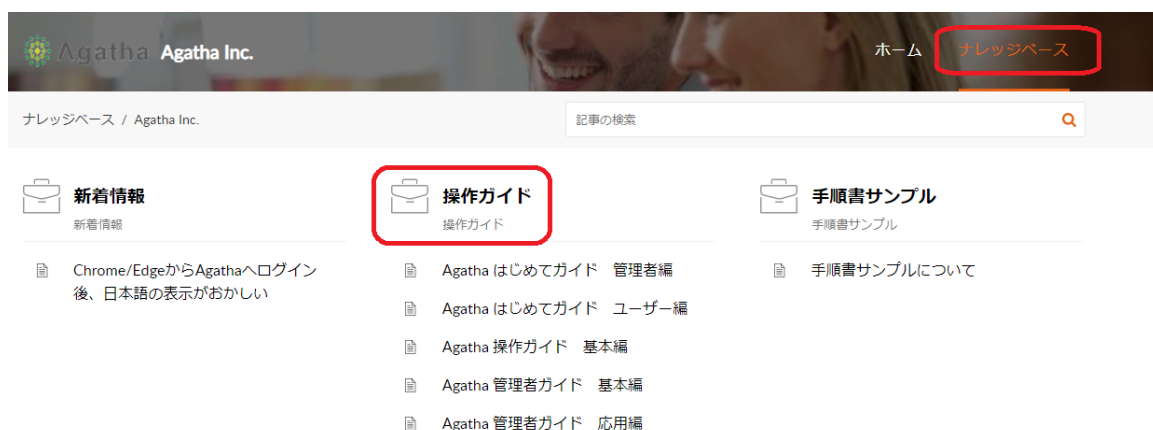 Agatha Agatha Inc.
ホーム
ナレッジベース
ナレッジベース / Agatha Inc.
記事の検索
新着情報
新着情報
Chrome/EdgeからAgathaへログイン
後、日本語の表示がおかしい
操作ガイド
操作ガイド
Agatha はじめてガイド　管理者編
Agatha はじめてガイド　ユーザー編
Agatha 操作ガイド　基本編
Agatha 管理者ガイド　基本編
Agatha 管理者ガイド　応用編
手順書サンプル
手順書サンプル
手順書サンプルについて